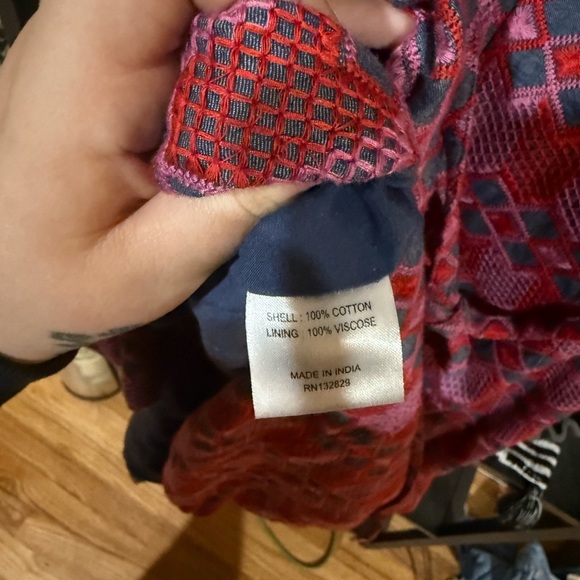 SHELL : 100% COTTON
LINING : 100% VISCOSE
MADE IN INDIA
RN132829